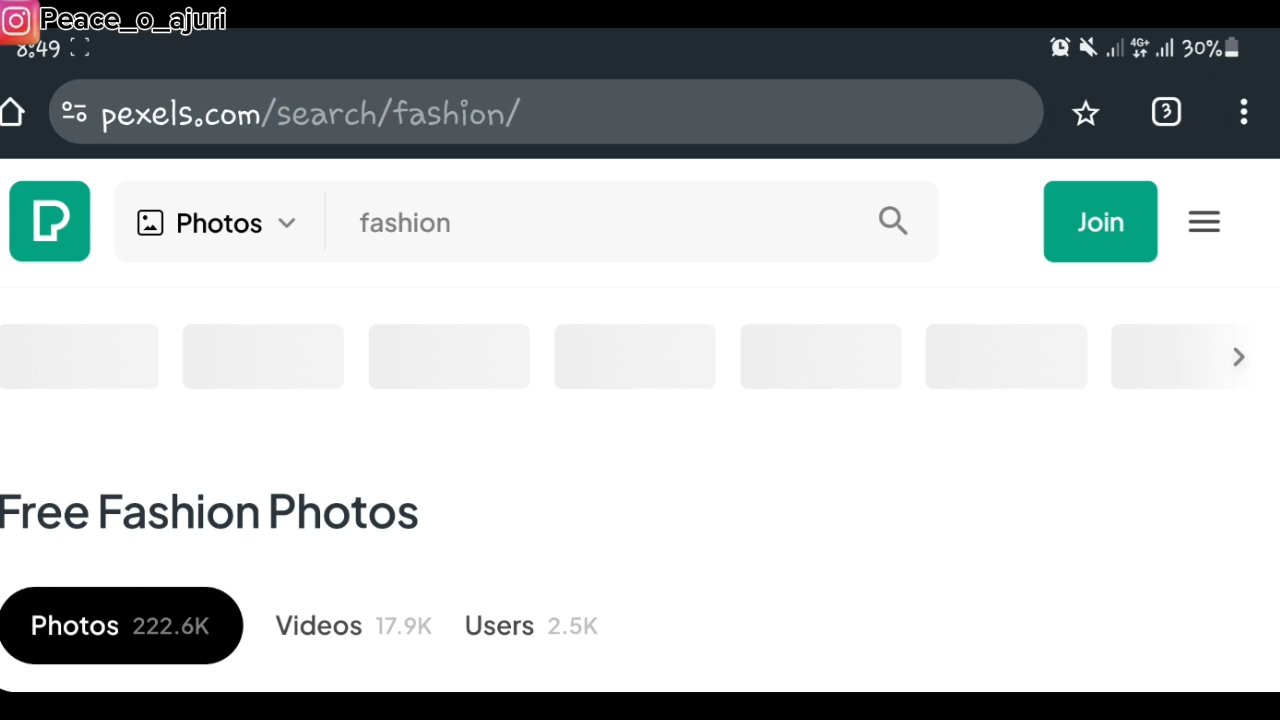 Peace_o_ajuri
8:49 4G+ 30%
pexels.com/search/fashion/ 3
Photos fashion Join
Free Fashion Photos
Photos 222.6K Videos 17.9K Users 2.5K